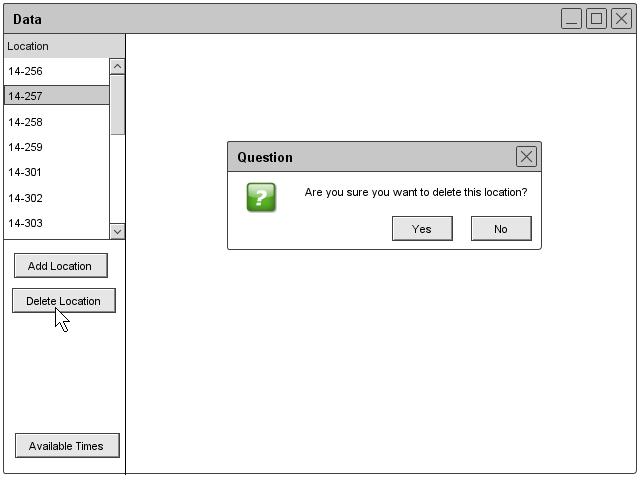 Data
Location
14-256
14-257
14-258
14-259
14-301
14-302
14-303
Add Location
Delete Location
Available Times
Question
?
Are you sure you want to delete this location?
Yes No